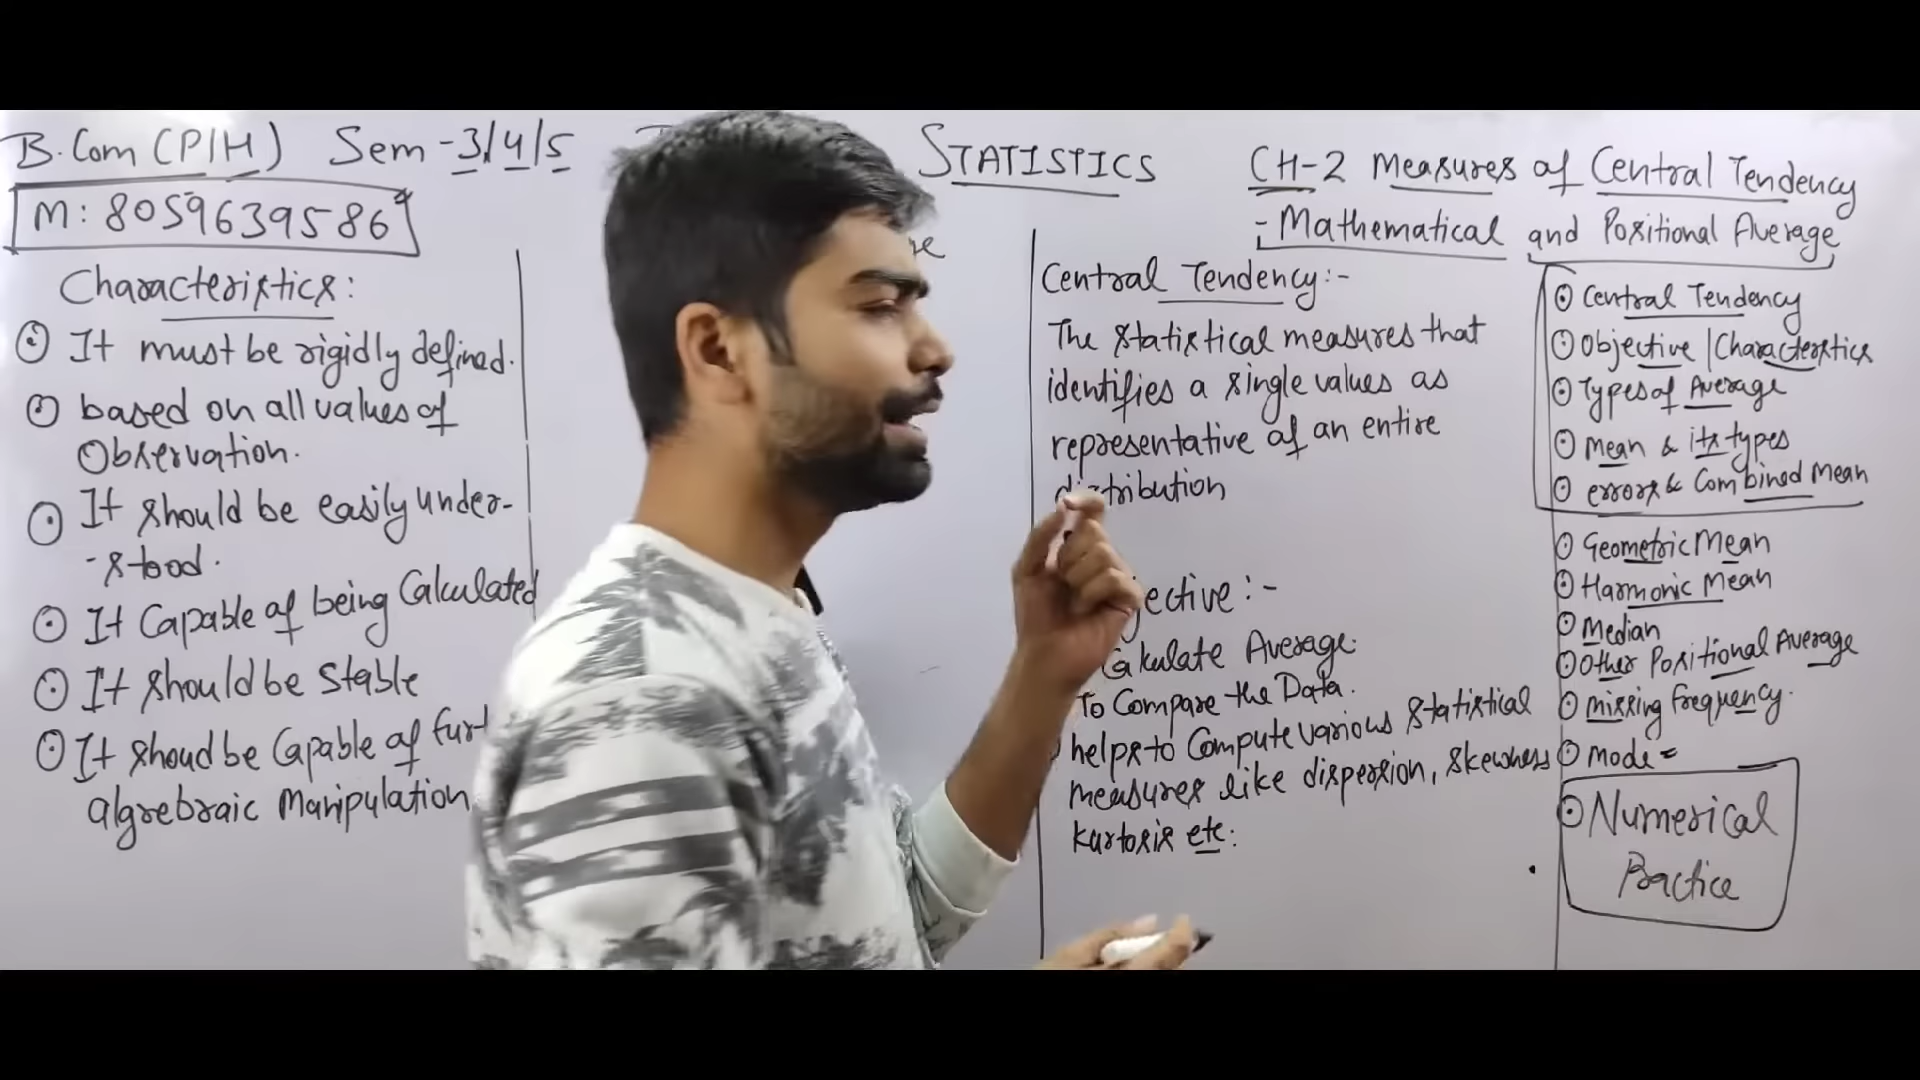 B.Com (P/H) Sem -3/4/5 STATISTICS CH-2 Measures of Central Tendency
- Mathematical and Positional Average
M: 8059639586
Characteristics:
It must be rigidly defined.
based on all values of
Observation.
It should be easily under-
-stood.
It Capable of being Calculated
It should be Stable
It shoud be Capable of
algrebraic Manipulation
Central Tendency:-
The statistical measures that
identifies a single values as
representative of an entire
distribution
Calculate Average.
To Compare the Data.
helps to Compute various statistical
measures like dispersion, skewness
kurtosis etc.
Central Tendency
Objective / Characteristics
Types of Average
Mean & its types
errors & Combined Mean
Geometric Mean
Harmonic Mean
Median
Other Positional Average
missing frequency.
Mode
Numerical
Practice